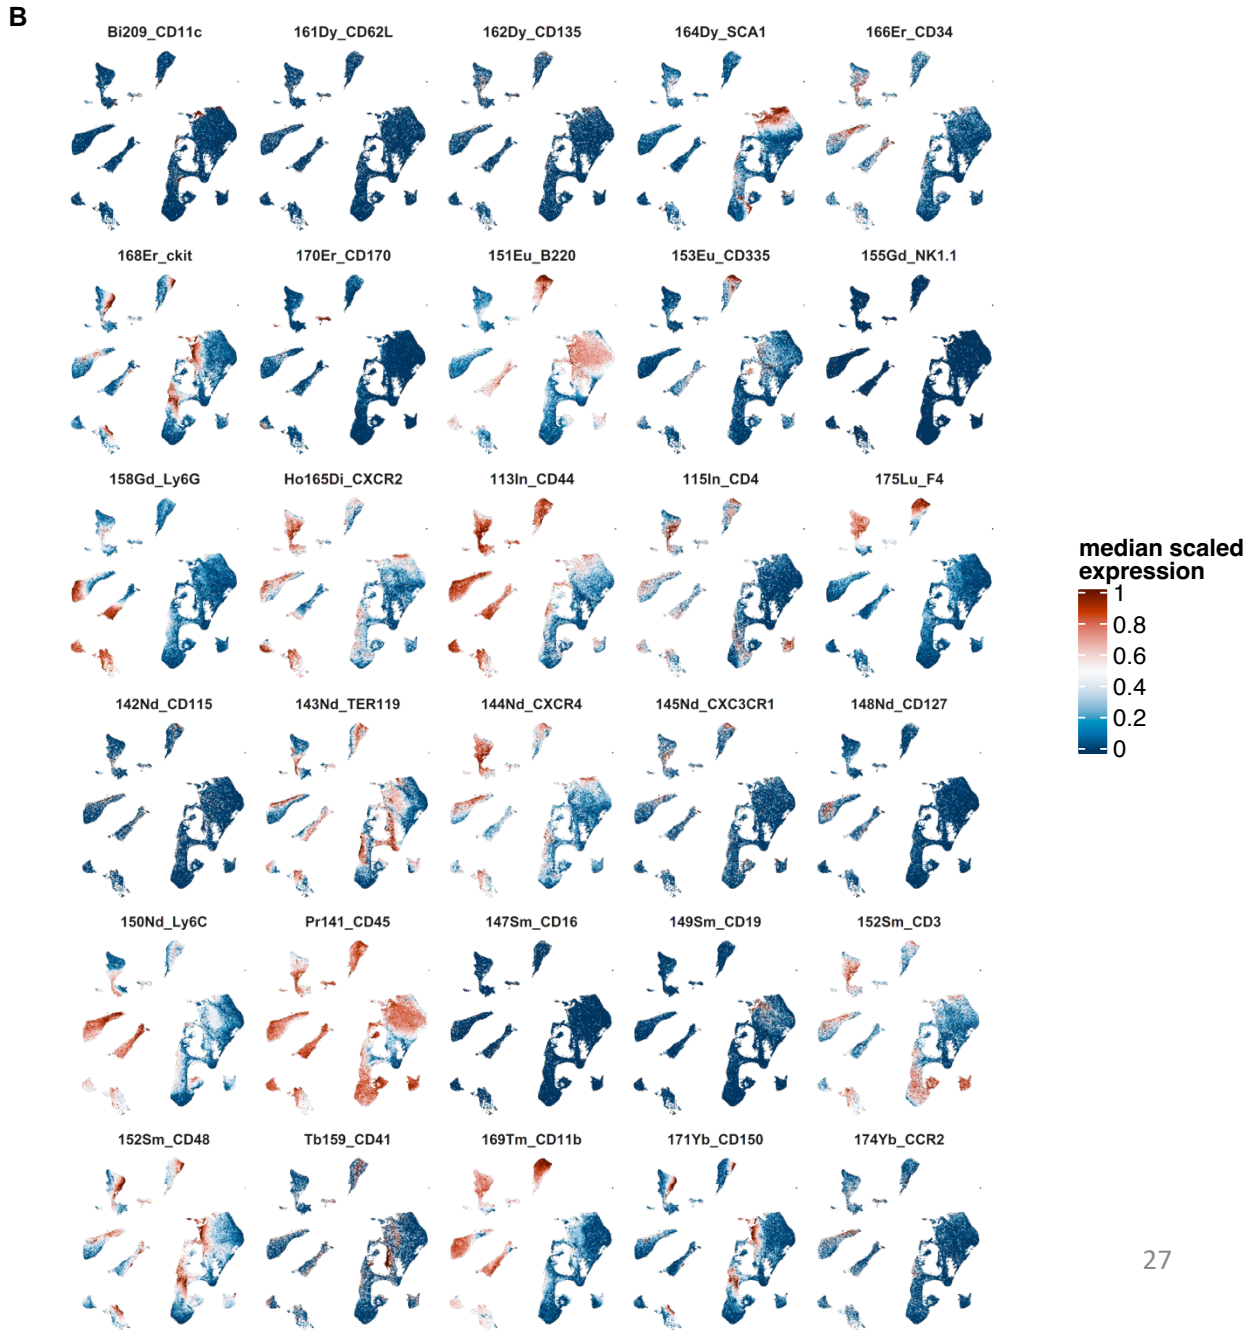 B
Bi209_CD11c 161Dy_CD62L 162Dy_CD135 164Dy_SCA1 166Er_CD34
168Er_ckit 170Er_CD170 151Eu_B220 153Eu_CD335 155Gd_NK1.1
158Gd_Ly6G Ho165Di_CXCR2 113In_CD44 115In_CD4 175Lu_F4
median scaled
expression
1
0.8
0.6
0.4
0.2
0
142Nd_CD115 143Nd_TER119 144Nd_CXCR4 145Nd_CXC3CR1 148Nd_CD127
150Nd_Ly6C Pr141_CD45 147Sm_CD16 149Sm_CD19 152Sm_CD3
152Sm_CD48 Tb159_CD41 169Tm_CD11b 171Yb_CD150 174Yb_CCR2
27